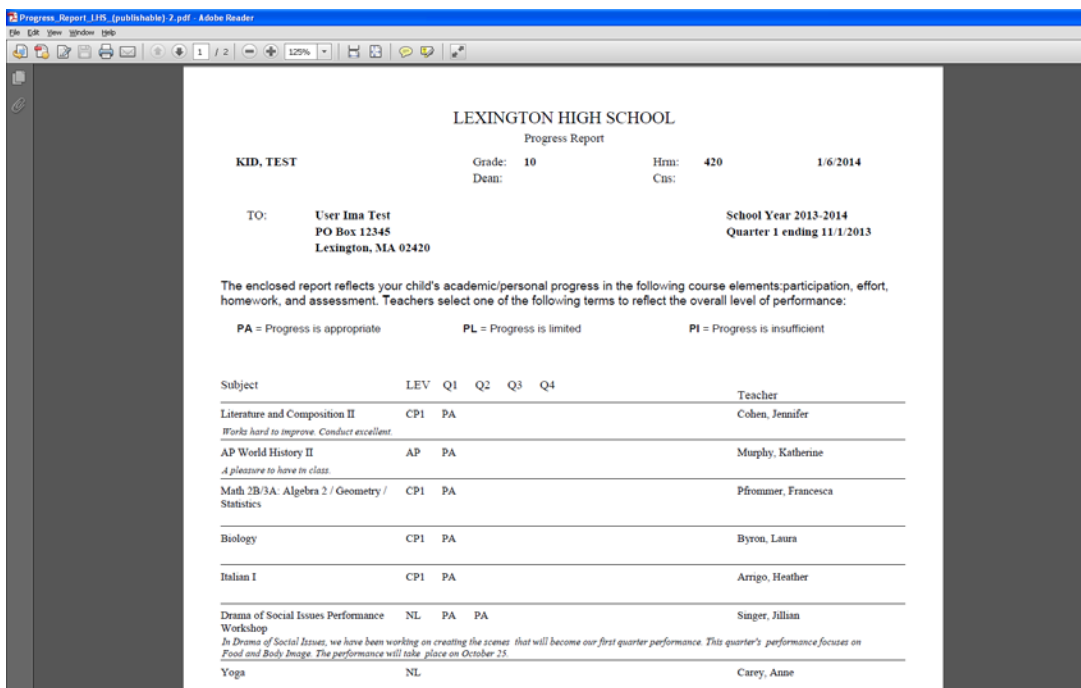 Progress_Report_LHS_(publishable)-2.pdf - Adobe Reader
File Edit View Window Help
1 / 2 125%
LEXINGTON HIGH SCHOOL
Progress Report
KID, TEST Grade: 10 Hrm: 420 1/6/2014
Dean: Cns:
TO: User Ima Test School Year 2013-2014
PO Box 12345 Quarter 1 ending 11/1/2013
Lexington, MA 02420
The enclosed report reflects your child's academic/personal progress in the following course elements:participation, effort,
homework, and assessment. Teachers select one of the following terms to reflect the overall level of performance:
PA = Progress is appropriate PL = Progress is limited PI = Progress is insufficient
Subject LEV Q1 Q2 Q3 Q4 Teacher
Literature and Composition II CP1 PA Cohen, Jennifer
Works hard to improve. Conduct excellent.
AP World History II AP PA Murphy, Katherine
A pleasure to have in class.
Math 2B/3A: Algebra 2 / Geometry / CP1 PA Pfrommer, Francesca
Statistics
Biology CP1 PA Byron, Laura
Italian I CP1 PA Arrigo, Heather
Drama of Social Issues Performance NL PA PA Singer, Jillian
Workshop
In Drama of Social Issues, we have been working on creating the scenes that will become our first quarter performance. This quarter's performance focuses on
Food and Body Image. The performance will take place on October 25.
Yoga NL Carey, Anne